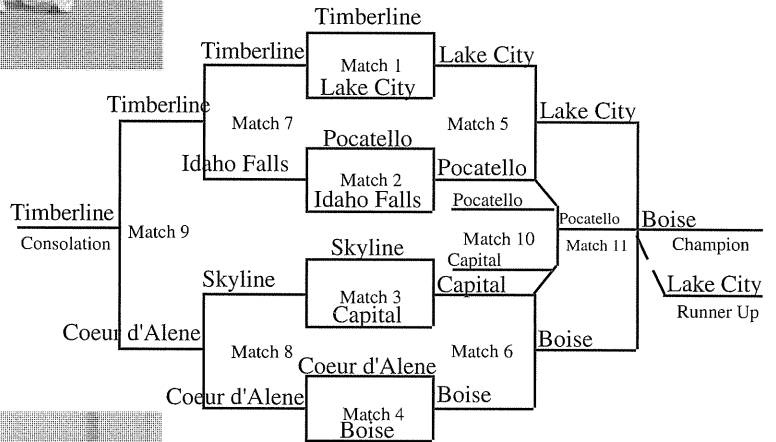 Timberline
Timberline
Match 1
Lake City
Lake City
Timberline
Match 7
Match 5
Lake City
Pocatello
Idaho Falls
Match 2
Pocatello
Idaho Falls
Pocatello
Timberline
Match 9
Pocatello
Boise
Consolation
Match 10
Match 11
Champion
Skyline
Capital
Skyline
Match 3
Capital
Lake City
Capital
Runner Up
Coeur d'Alene
Match 8
Match 6
Boise
Coeur d'Alene
Coeur d'Alene
Match 4
Boise
Boise